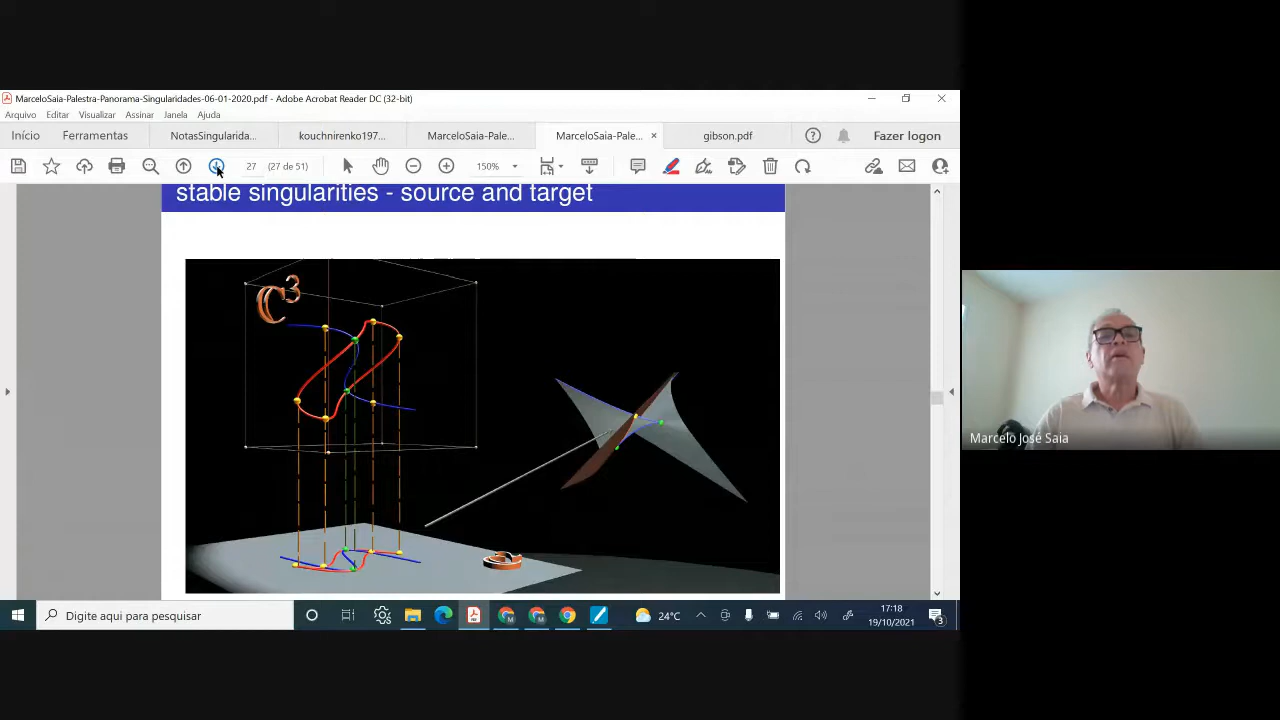 MarceloSaia-Palestra-Panorama-Singularidades-06-01-2020.pdf - Adobe Acrobat Reader DC (32-bit)
Arquivo Editar Visualizar Assinar Janela Ajuda
Início Ferramentas NotasSingularida... kouchnirenko197... MarceloSaia-Pale... MarceloSaia-Pale... × gibson.pdf Fazer logon
27 (27 de 51) 150%
stable singularities - source and target
C3
C
Marcelo José Saia
Digite aqui para pesquisar
24°C
17:18
19/10/2021
3